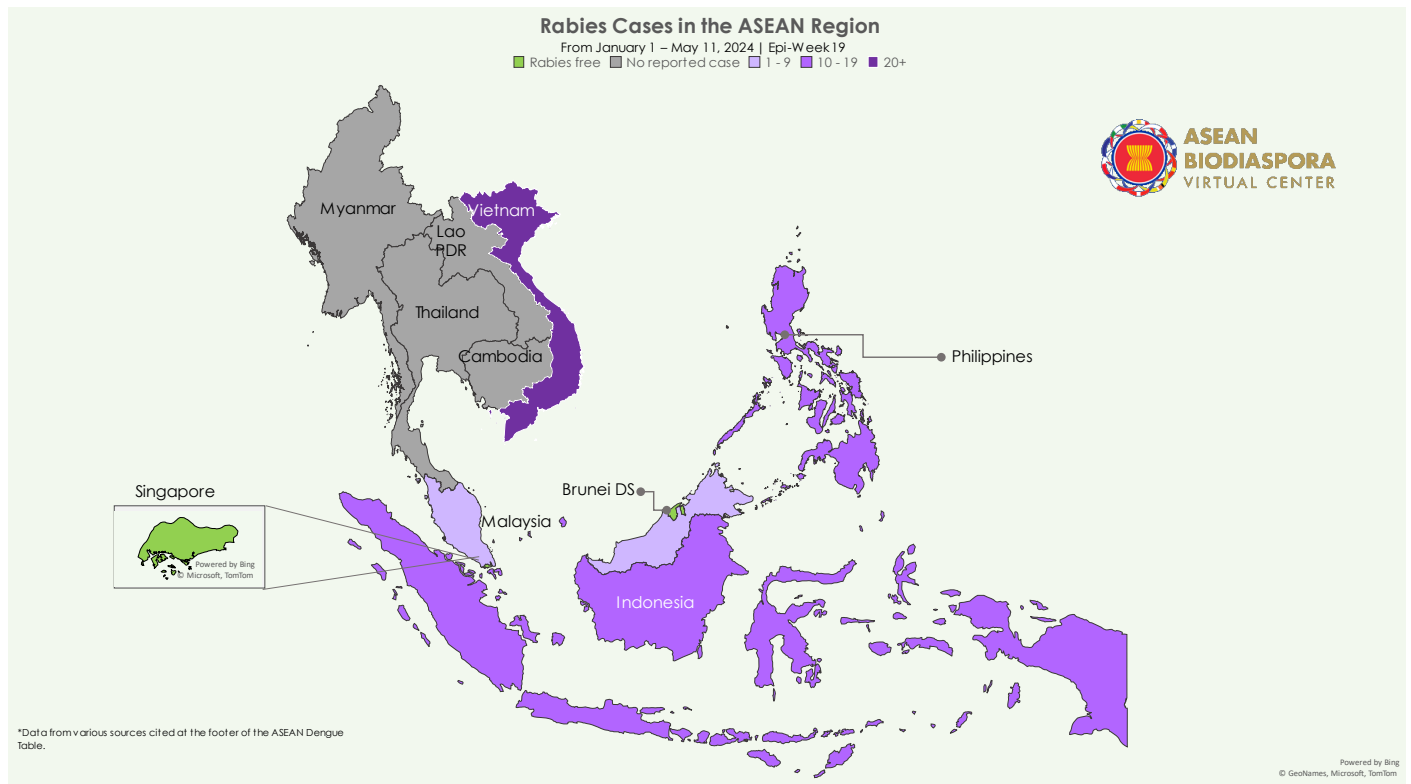 Rabies Cases in the ASEAN Region
From January 1 – May 11, 2024 | Epi-Week 19
Rabies free No reported case 1 - 9 10 - 19 20+
ASEAN
BIODIASPORA
VIRTUAL CENTER
Myanmar
Vietnam
Lao
PDR
Thailand
Cambodia
Philippines
Singapore
Brunei DS
Malaysia
Powered by Bing
© Microsoft, TomTom
Indonesia
*Data from various sources cited at the footer of the ASEAN Dengue
Table.
Powered by Bing
© GeoNames, Microsoft, TomTom